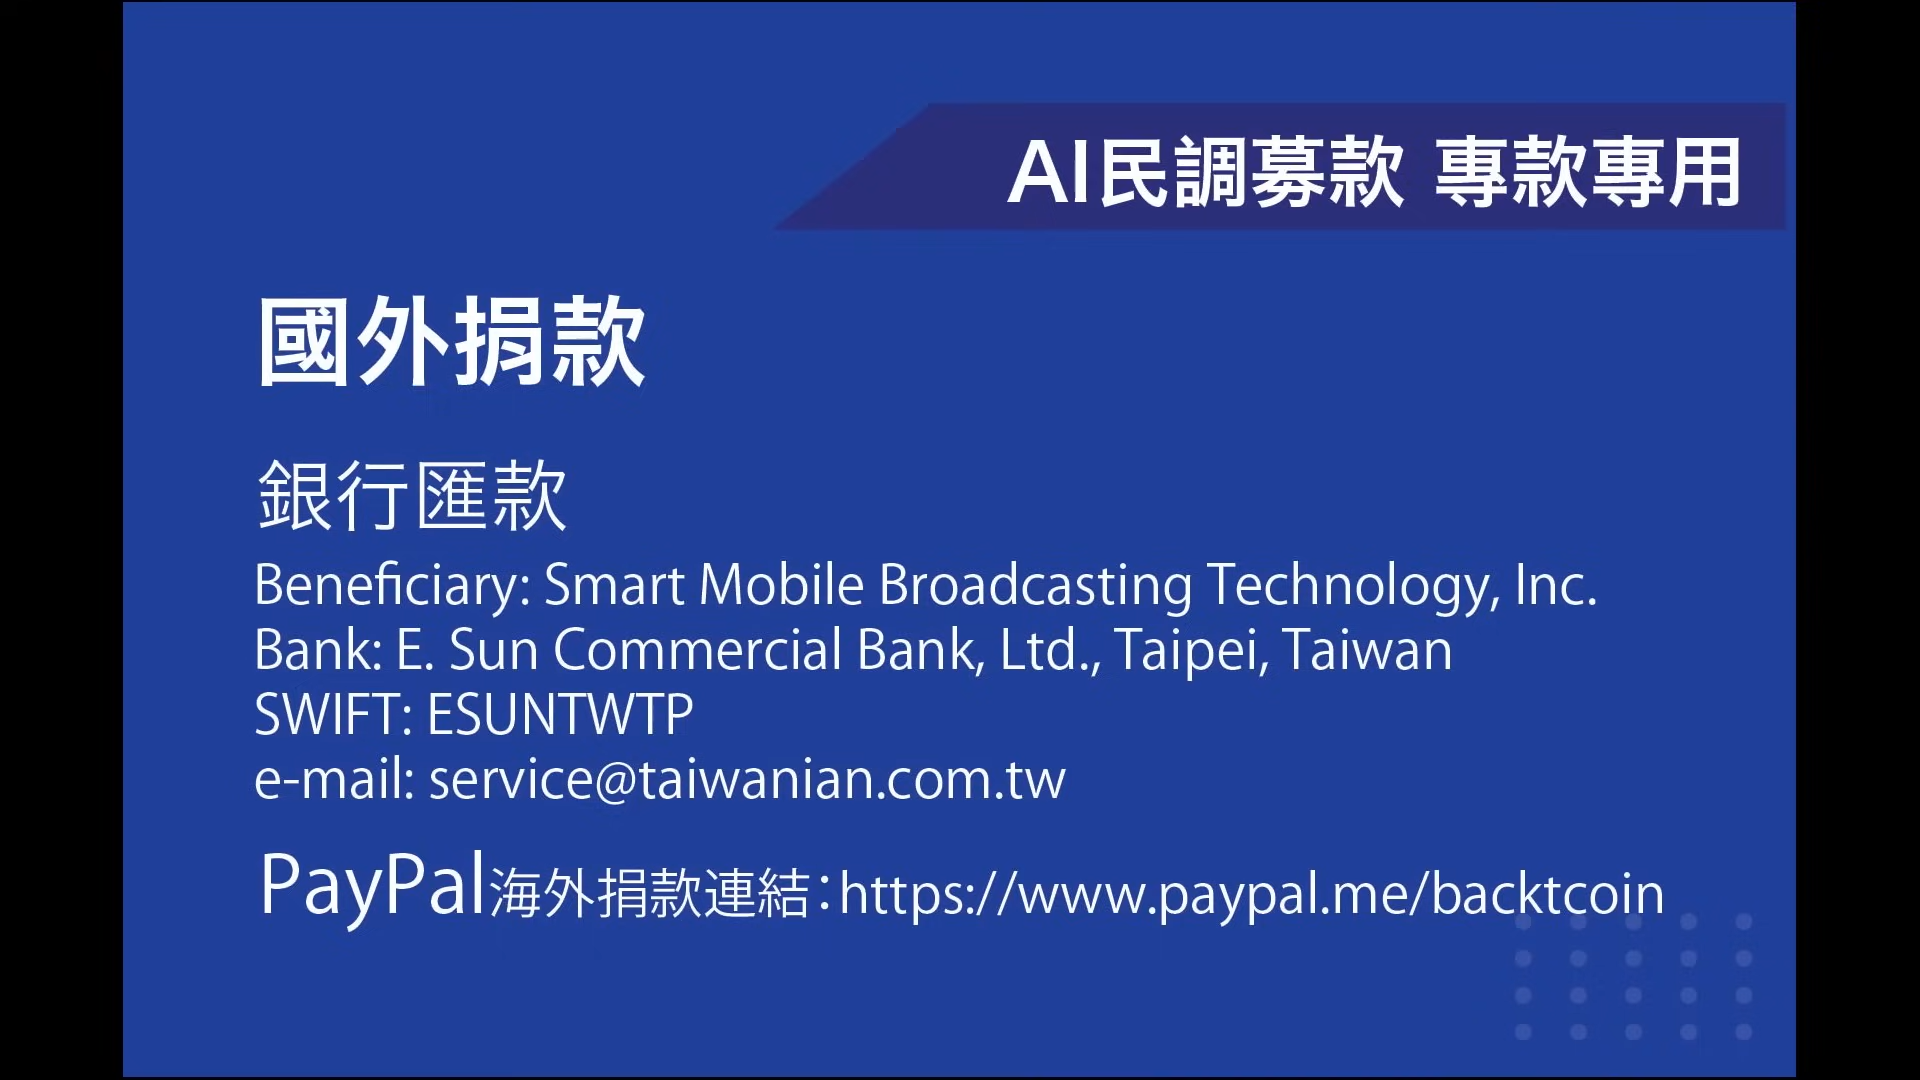 AI民調募款 專款專用
國外捐款
銀行匯款
Beneficiary: Smart Mobile Broadcasting Technology, Inc.
Bank: E. Sun Commercial Bank, Ltd., Taipei, Taiwan
SWIFT: ESUNTWTP
e-mail: service@taiwanian.com.tw
PayPal海外捐款連結：https://www.paypal.me/backtcoin